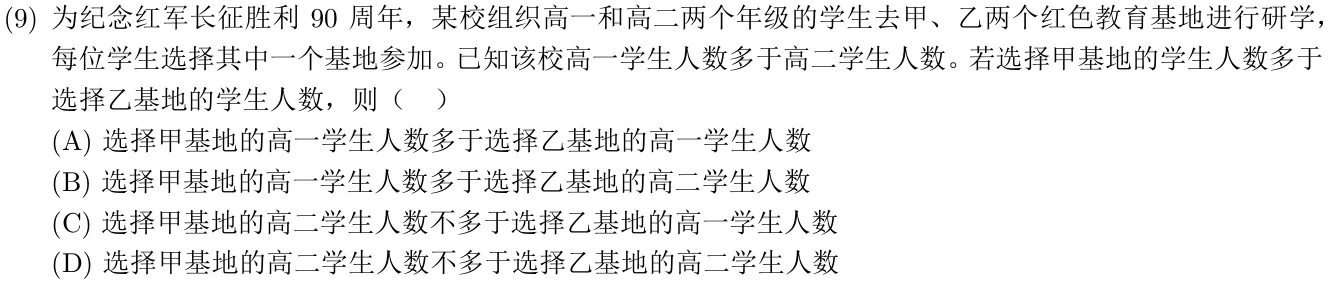 (9) 为纪念红军长征胜利 90 周年，某校组织高一和高二两个年级的学生去甲、乙两个红色教育基地进行研学，
每位学生选择其中一个基地参加。已知该校高一学生人数多于高二学生人数。若选择甲基地的学生人数多于
选择乙基地的学生人数，则（　）
(A) 选择甲基地的高一学生人数多于选择乙基地的高一学生人数
(B) 选择甲基地的高一学生人数多于选择乙基地的高二学生人数
(C) 选择甲基地的高二学生人数不多于选择乙基地的高一学生人数
(D) 选择甲基地的高二学生人数不多于选择乙基地的高二学生人数